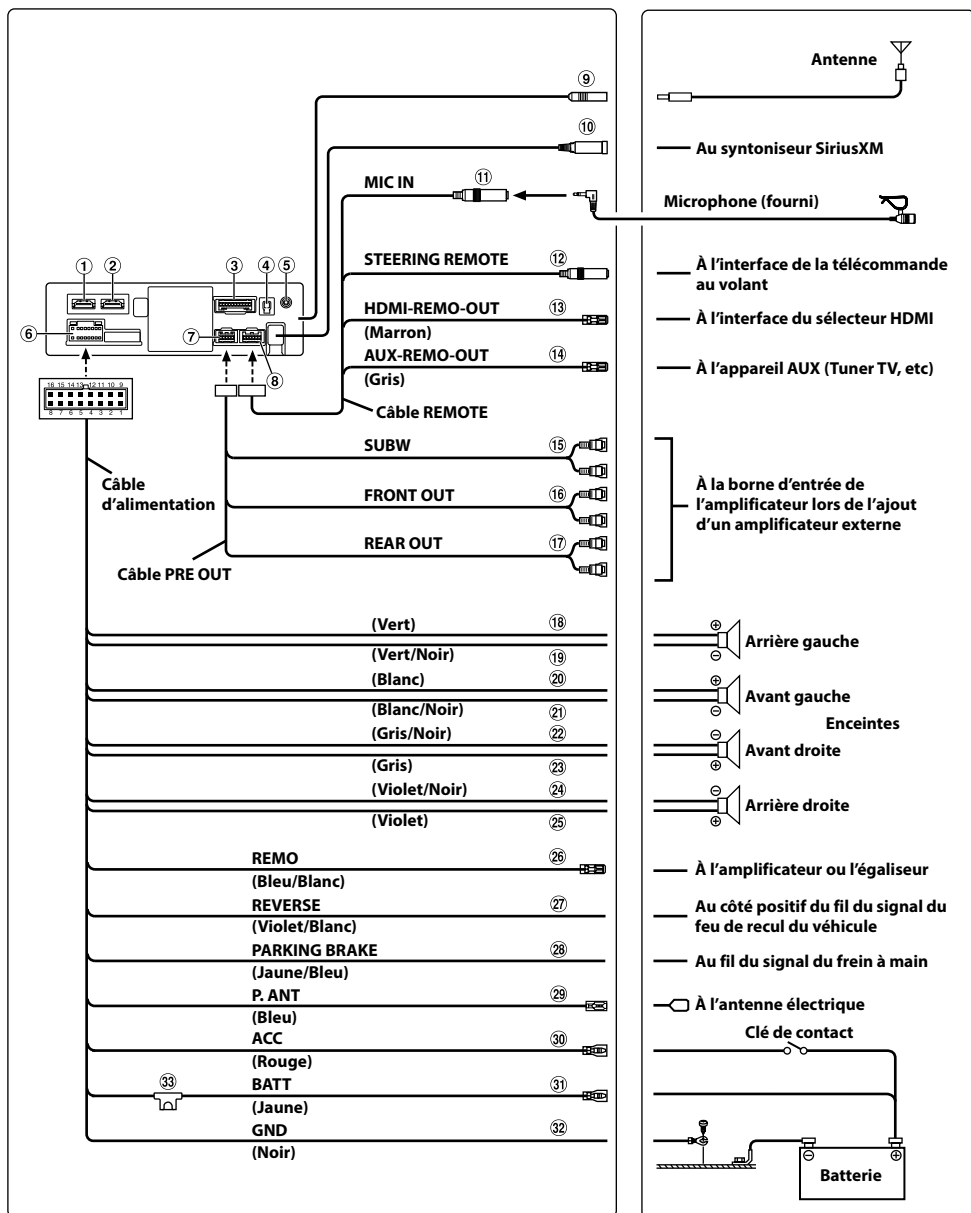 Antenne
⑨
⑩
Au syntoniseur SiriusXM
MIC IN
⑪
Microphone (fourni)
① ② ③ ④ ⑤
STEERING REMOTE
⑫
À l'interface de la télécommande
au volant
⑥
⑦
⑧
HDMI-REMO-OUT
⑬
(Marron)
À l'interface du sélecteur HDMI
AUX-REMO-OUT
⑭
(Gris)
À l'appareil AUX (Tuner TV, etc)
16 15 14 13 12 11 10 9
8 7 6 5 4 3 2 1
Câble REMOTE
SUBW
⑮
Câble
d'alimentation
FRONT OUT
⑯
À la borne d'entrée de
l'amplificateur lors de l'ajout
d'un amplificateur externe
REAR OUT
⑰
Câble PRE OUT
(Vert)
⑱
⊕
Arrière gauche
(Vert/Noir)
⑲
⊖
(Blanc)
⑳
⊕
Avant gauche
(Blanc/Noir)
㉑
⊖
Enceintes
(Gris/Noir)
㉒
⊖
Avant droite
(Gris)
㉓
⊕
(Violet/Noir)
㉔
⊖
Arrière droite
(Violet)
㉕
⊕
REMO
㉖
(Bleu/Blanc)
À l'amplificateur ou l'égaliseur
REVERSE
㉗
(Violet/Blanc)
Au côté positif du fil du signal du
feu de recul du véhicule
PARKING BRAKE
㉘
(Jaune/Bleu)
Au fil du signal du frein à main
P. ANT
㉙
(Bleu)
À l'antenne électrique
ACC
㉚
(Rouge)
Clé de contact
㉝
BATT
㉛
(Jaune)
GND
㉜
(Noir)
⊖ ⊕
Batterie